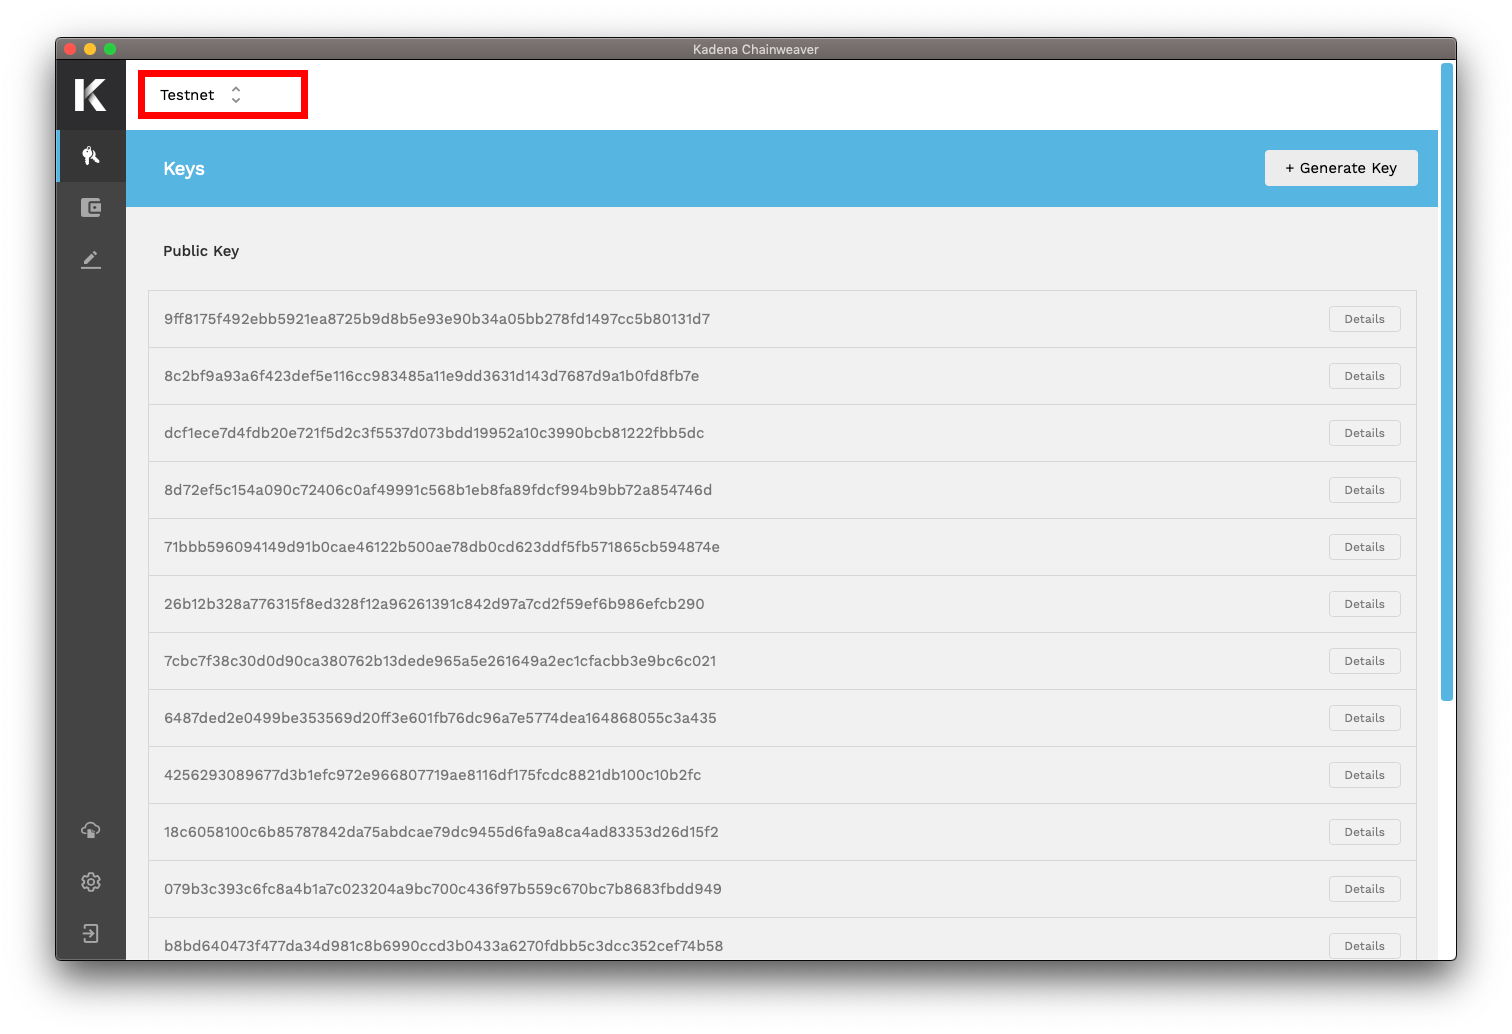 Kadena Chainweaver
K
Testnet
Keys
+ Generate Key
Public Key
9ff8175f492ebb5921ea8725b9d8b5e93e90b34a05bb278fd1497cc5b80131d7 Details
8c2bf9a93a6f423def5e116cc983485a11e9dd3631d143d7687d9a1b0fd8fb7e Details
dcf1ece7d4fdb20e721f5d2c3f5537d073bdd19952a10c3990bcb81222fbb5dc Details
8d72ef5c154a090c72406c0af49991c568b1eb8fa89fdcf994b9bb72a854746d Details
71bbb596094149d91b0cae46122b500ae78db0cd623ddf5fb571865cb594874e Details
26b12b328a776315f8ed328f12a96261391c842d97a7cd2f59ef6b986efcb290 Details
7cbc7f38c30d0d90ca380762b13dede965a5e261649a2ec1cfacbb3e9bc6c021 Details
6487ded2e0499be353569d20ff3e601fb76dc96a7e5774dea164868055c3a435 Details
4256293089677d3b1efc972e966807719ae8116df175fcdc8821db100c10b2fc Details
18c6058100c6b85787842da75abdcae79dc9455d6fa9a8ca4ad83353d26d15f2 Details
079b3c393c6fc8a4b1a7c023204a9bc700c436f97b559c670bc7b8683fbdd949 Details
b8bd640473f477da34d981c8b6990ccd3b0433a6270fdbb5c3dcc352cef74b58 Details